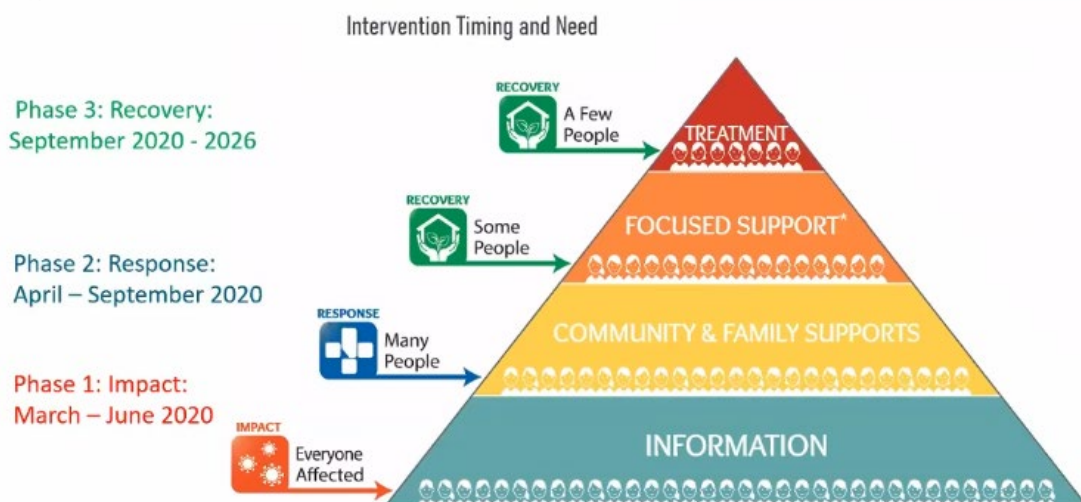 Intervention Timing and Need
Phase 3: Recovery:
September 2020 - 2026
RECOVERY
A Few
People
TREATMENT
RECOVERY
Some
People
FOCUSED SUPPORT*
Phase 2: Response:
April – September 2020
RESPONSE
Many
People
COMMUNITY & FAMILY SUPPORTS
Phase 1: Impact:
March – June 2020
IMPACT
Everyone
Affected
INFORMATION